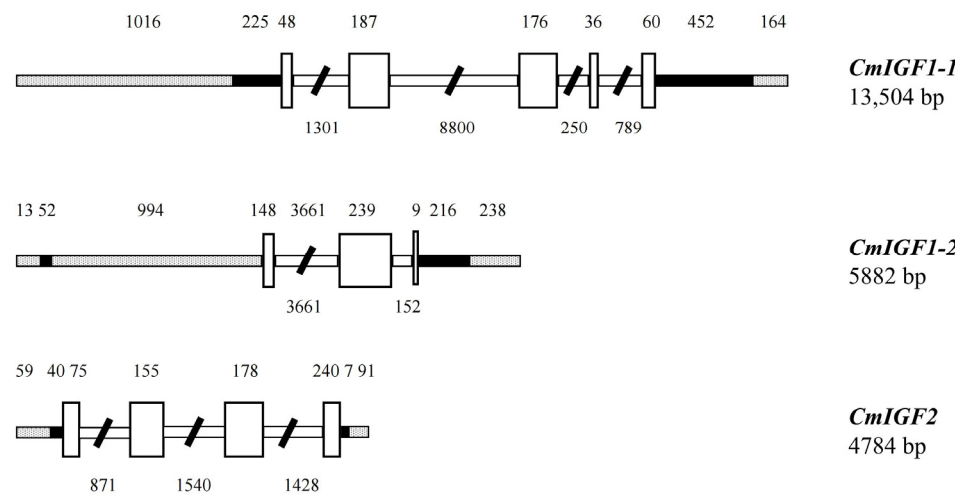 1016 225 48 187 176 36 60 452 164
CmIGF1-1
13,504 bp
1301 8800 250 789
13 52 994 148 3661 239 9 216 238
CmIGF1-2
5882 bp
3661 152
59 40 75 155 178 240 7 91
CmIGF2
4784 bp
871 1540 1428